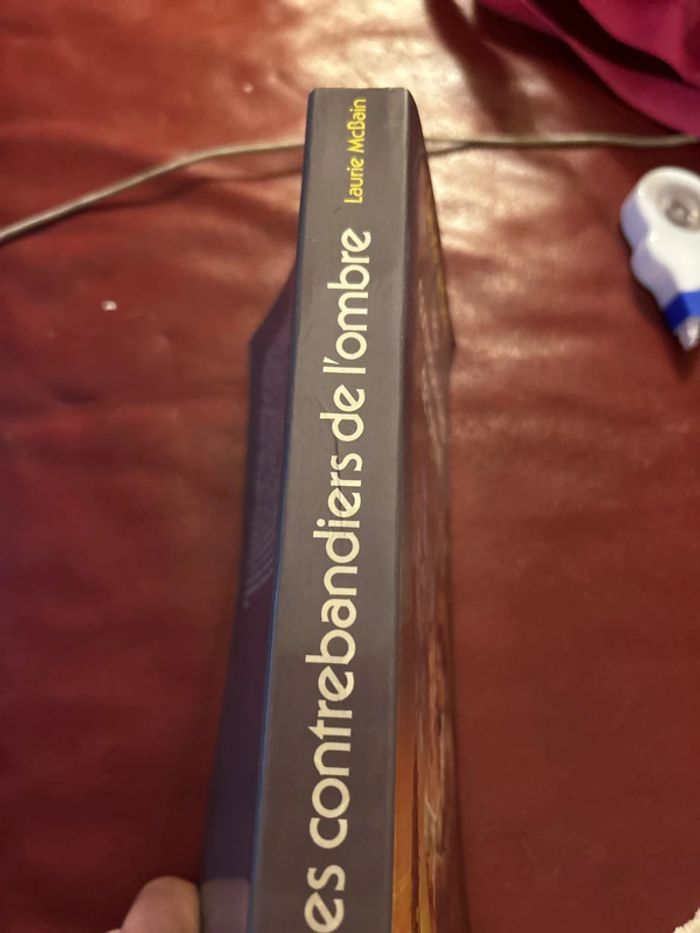 es contrebandiers de l'ombre
Laurie McBain